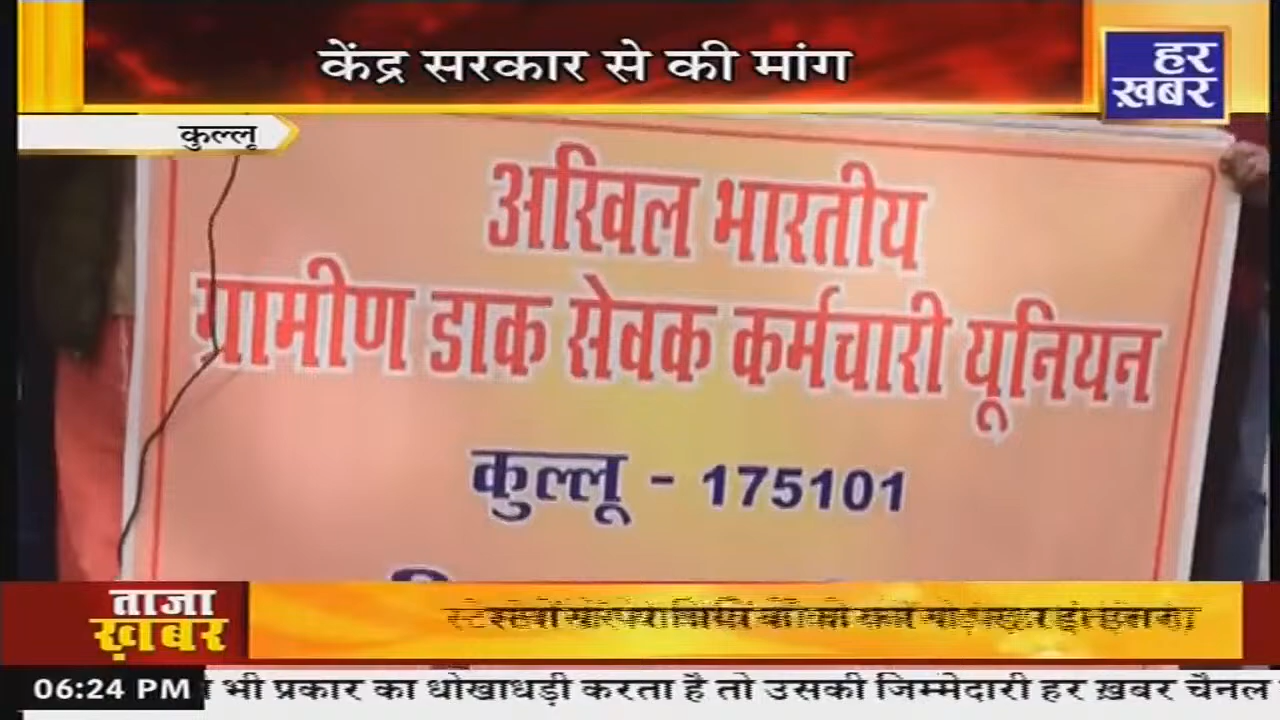 केंद्र सरकार से की मांग
हर
ख़बर
कुल्लू
अखिल भारतीय
ग्रामीण डाक सेवक कर्मचारी यूनियन
कुल्लू - 175101
ताजा
ख़बर
06:24 PM
भी प्रकार का धोखाधड़ी करता है तो उसकी जिम्मेदारी हर ख़बर चैनल